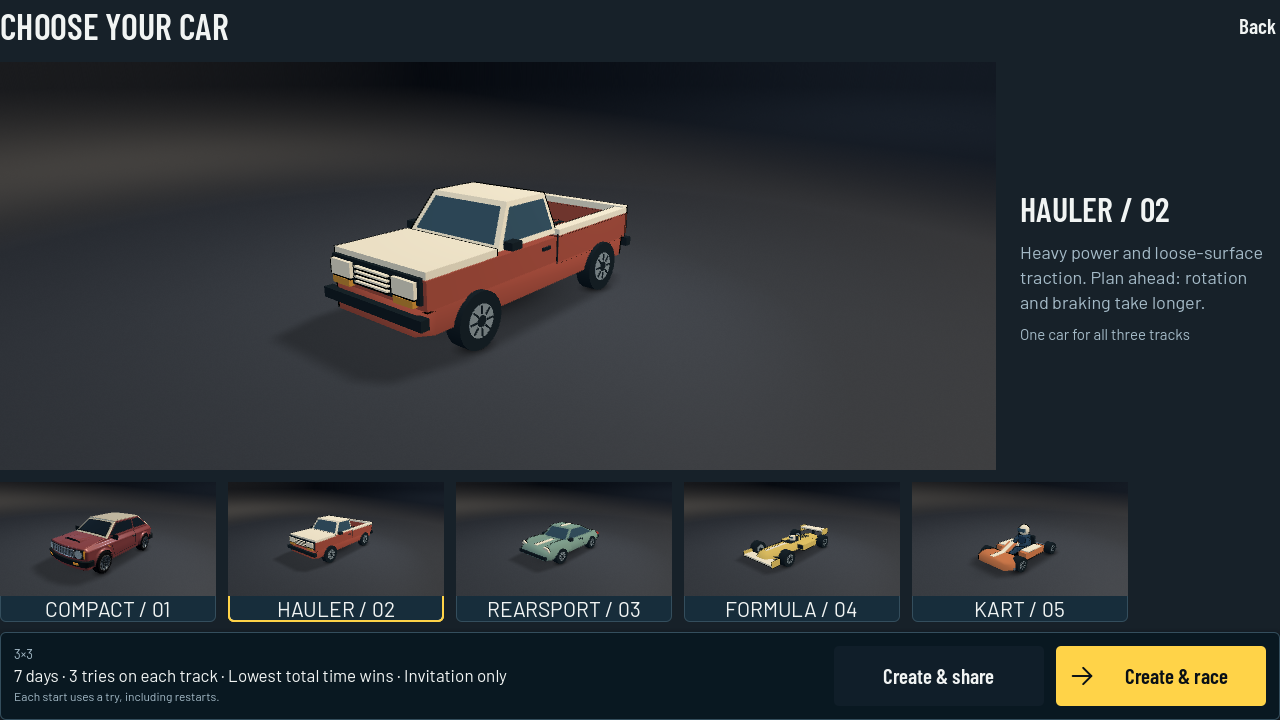 CHOOSE YOUR CAR
Back
HAULER / 02
Heavy power and loose-surface
traction. Plan ahead: rotation
and braking take longer.
One car for all three tracks
COMPACT / 01
HAULER / 02
REARSPORT / 03
FORMULA / 04
KART / 05
3×3
7 days · 3 tries on each track · Lowest total time wins · Invitation only
Each start uses a try, including restarts.
Create & share
→ Create & race